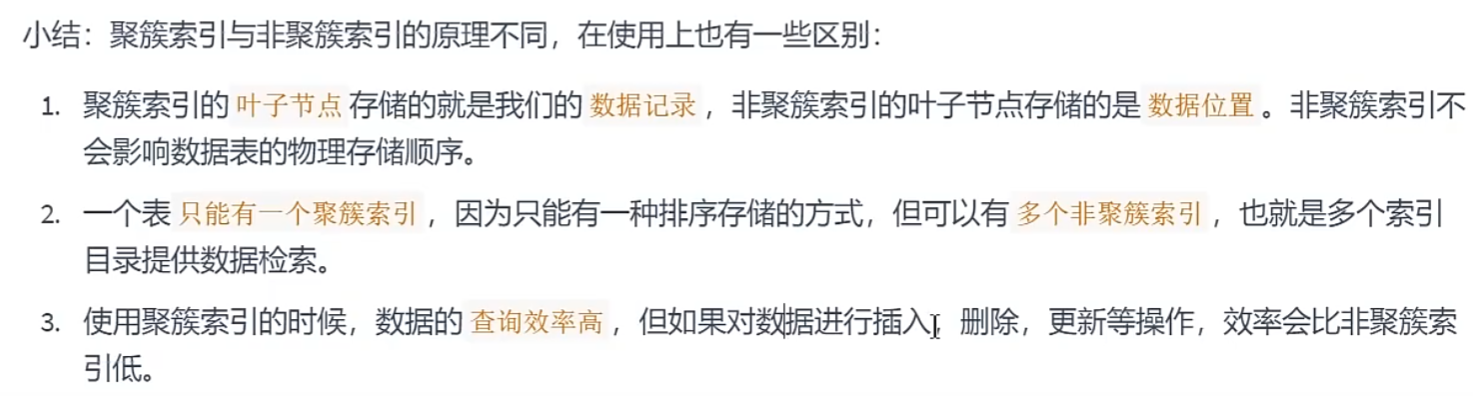 小结：聚簇索引与非聚簇索引的原理不同，在使用上也有一些区别：
1. 聚簇索引的 叶子节点 存储的就是我们的 数据记录 ，非聚簇索引的叶子节点存储的是 数据位置 。非聚簇索引不
会影响数据表的物理存储顺序。
2. 一个表 只能有一个聚簇索引 ，因为只能有一种排序存储的方式，但可以有 多个非聚簇索引 ，也就是多个索引
目录提供数据检索。
3. 使用聚簇索引的时候，数据的 查询效率高 ，但如果对数据进行插入，删除，更新等操作，效率会比非聚簇索
引低。